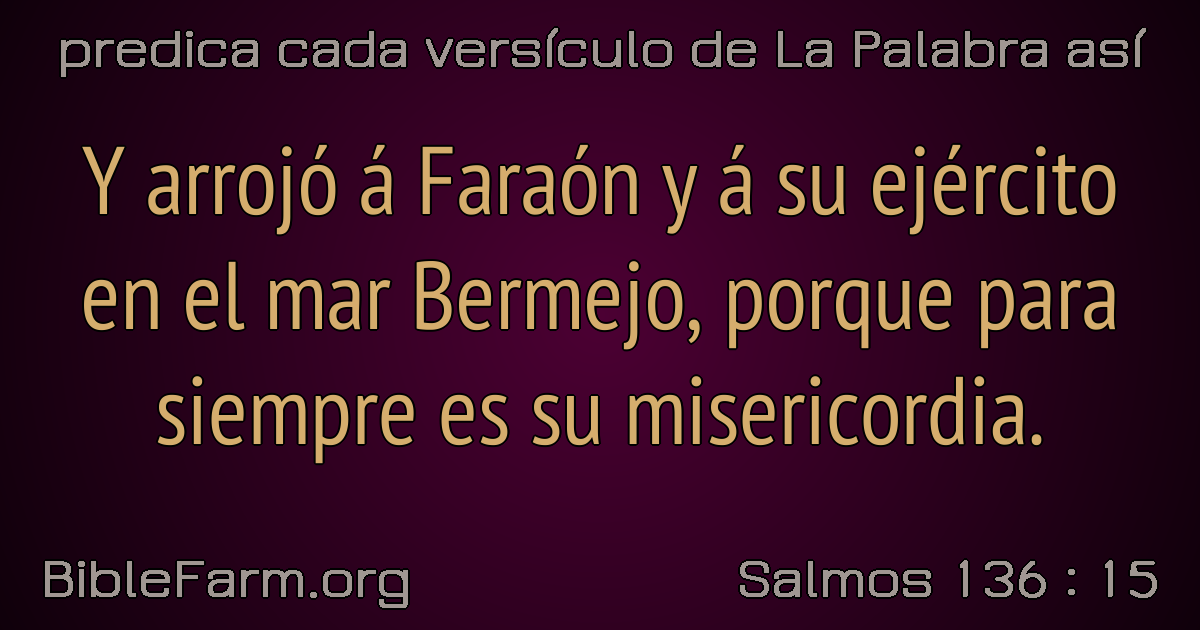 predica cada versículo de La Palabra así
Y arrojó á Faraón y á su ejército
en el mar Bermejo, porque para
siempre es su misericordia.
BibleFarm.org
Salmos 136 : 15